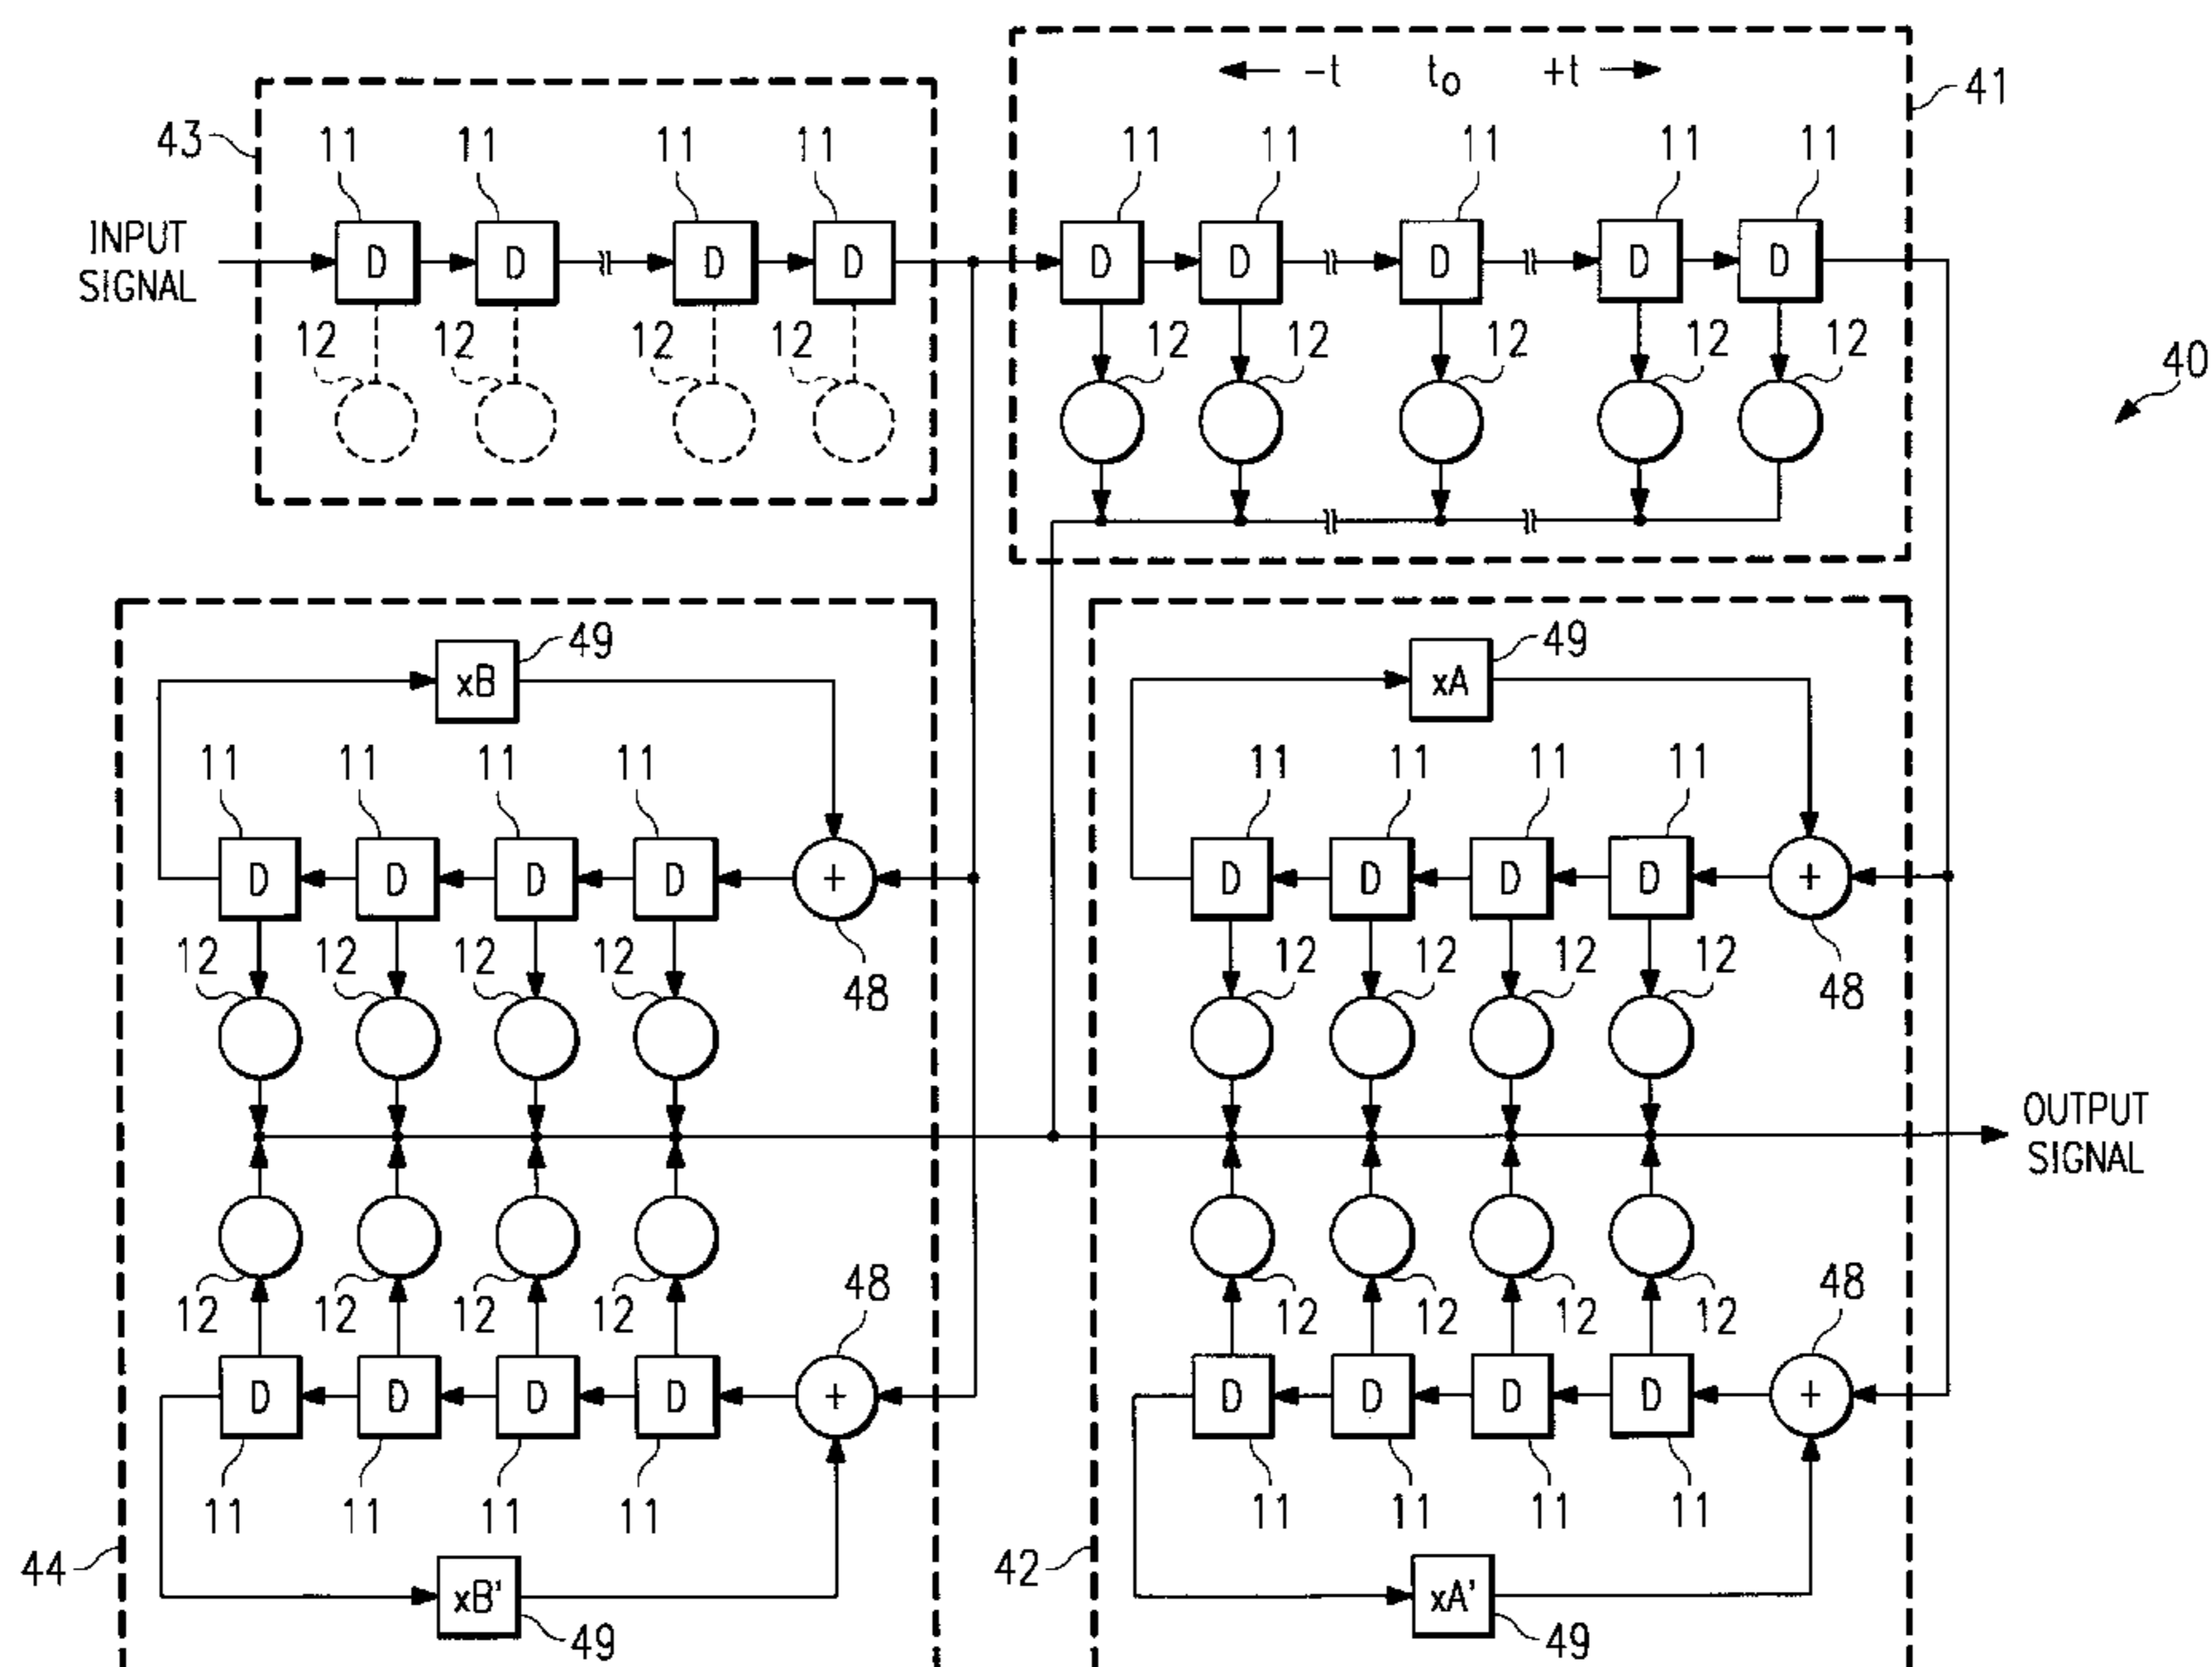 ← -t t₀ +t →
41
43
11 11 11 11
11 11 11 11 11
INPUT
SIGNAL
D D D D D D D D D
12 12 12 12
12 12 12 12 12
40
xB 49
xA 49
11 11 11 11
11 11 11 11
D D D D +
D D D D +
12 12 12 12
48
12 12 12 12
48
OUTPUT
SIGNAL
12 12 12 12
48
12 12 12 12
48
D D D D +
D D D D +
11 11 11 11
11 11 11 11
44
xB'
49
42
xA'
49